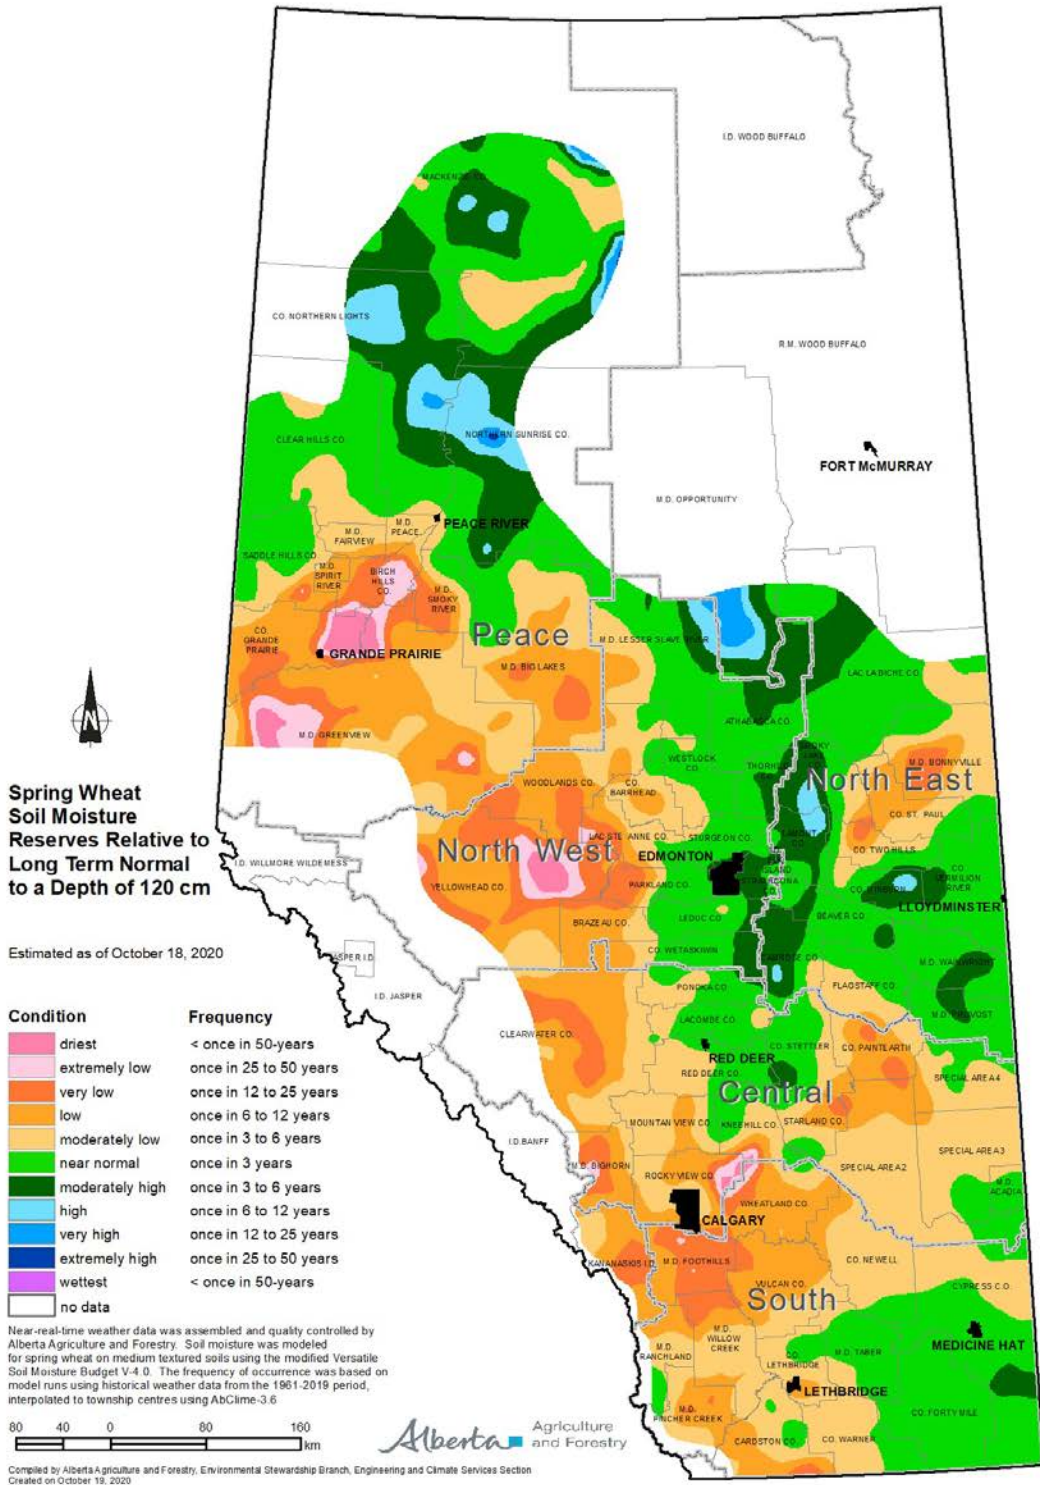 I.D. WOOD BUFFALO
MACKENZIE CO.
CO. NORTHERN LIGHTS
R.M. WOOD BUFFALO
CLEAR HILLS CO.
NORTHERN SUNRISE CO.
FORT McMURRAY
M.D. OPPORTUNITY
PEACE RIVER
M.D. PEACE
M.D. FAIRVIEW
SADDLE HILLS CO.
M.D. SPIRIT RIVER
BIRCH HILLS CO.
M.D. SMOKY RIVER
CO. GRANDE PRAIRIE
Peace
GRANDE PRAIRIE
M.D. LESSER SLAVE RIVER
M.D. BIG LAKES
LAC LA BICHE CO.
M.D. GREENVIEW
ATHABASCA CO.
WESTLOCK CO.
M.D. BONNYVILLE
North East
WOODLANDS CO.
CO. BARRHEAD
CO. ST. PAUL
LAC STE. ANNE CO.
STURGEON CO.
North West
EDMONTON
CO. TWO HILLS
I.D. WILLMORE WILDERNESS
YELLOWHEAD CO.
PARKLAND CO.
CO. VERMILION RIVER
LLOYDMINSTER
LEDUC CO.
BEAVER CO.
BRAZEAU CO.
CO. WETASKIWIN
M.D. WAINWRIGHT
JASPER I.D.
I.D. JASPER
PONOKA CO.
FLAGSTAFF CO.
M.D. PROVOST
LACOMBE CO.
CLEARWATER CO.
CO. STETTLER
CO. PAINTEARTH
RED DEER
RED DEER CO.
Central
SPECIAL AREA 4
MOUNTAIN VIEW CO.
KNEEHILL CO.
STARLAND CO.
I.D. BANFF
M.D. BIGHORN
ROCKY VIEW CO.
SPECIAL AREA 2
SPECIAL AREA 3
M.D. ACADIA
WHEATLAND CO.
CALGARY
KANANASKIS I.D.
M.D. FOOTHILLS
CO. NEWELL
VULCAN CO.
CYPRESS CO.
South
M.D. WILLOW CREEK
MEDICINE HAT
M.D. RANCHLAND
CO. LETHBRIDGE
M.D. TABER
LETHBRIDGE
M.D. PINCHER CREEK
CO. FORTY MILE
CARDSTON CO.
CO. WARNER
N
Spring Wheat
Soil Moisture
Reserves Relative to
Long Term Normal
to a Depth of 120 cm
Estimated as of October 18, 2020
Condition Frequency
driest < once in 50-years
extremely low once in 25 to 50 years
very low once in 12 to 25 years
low once in 6 to 12 years
moderately low once in 3 to 6 years
near normal once in 3 years
moderately high once in 3 to 6 years
high once in 6 to 12 years
very high once in 12 to 25 years
extremely high once in 25 to 50 years
wettest < once in 50-years
no data
Near-real-time weather data was assembled and quality controlled by
Alberta Agriculture and Forestry. Soil moisture was modeled
for spring wheat on medium textured soils using the modified Versatile
Soil Moisture Budget V-4.0. The frequency of occurrence was based on
model runs using historical weather data from the 1961-2019 period,
interpolated to township centres using AbClime-3.6
80 40 0 80 160
km
Alberta Agriculture
and Forestry
Compiled by Alberta Agriculture and Forestry, Environmental Stewardship Branch, Engineering and Climate Services Section
Created on October 19, 2020